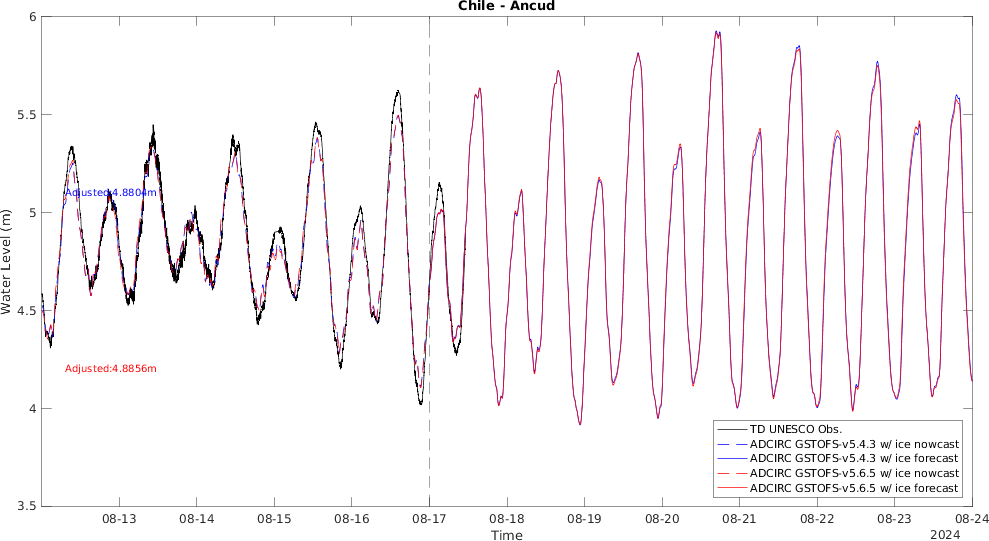 Chile - Ancud
6
5.5
5
4.5
4
3.5
Water Level (m)
Adjusted:4.8804m
Adjusted:4.8856m
TD UNESCO Obs.
ADCIRC GSTOFS-v5.4.3 w/ ice nowcast
ADCIRC GSTOFS-v5.4.3 w/ ice forecast
ADCIRC GSTOFS-v5.6.5 w/ ice nowcast
ADCIRC GSTOFS-v5.6.5 w/ ice forecast
08-13 08-14 08-15 08-16 08-17 08-18 08-19 08-20 08-21 08-22 08-23 08-24
Time
2024